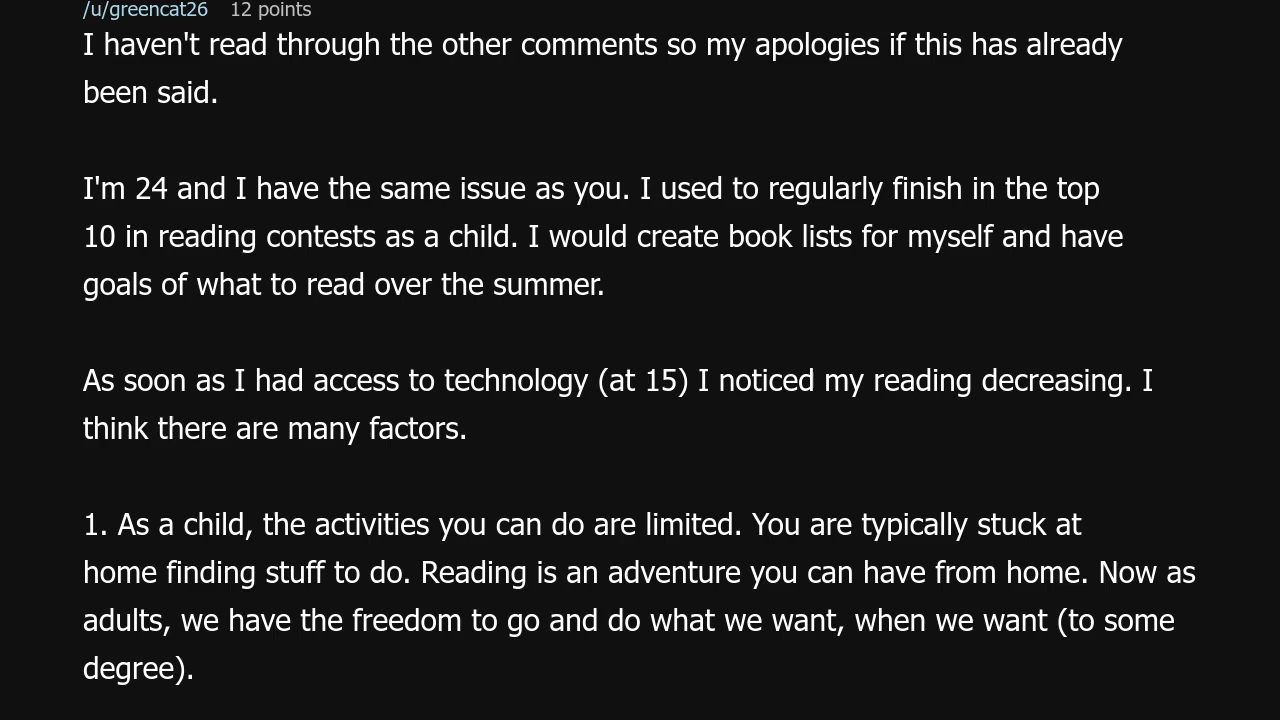 /u/greencat26 12 points
I haven't read through the other comments so my apologies if this has already
been said.
I'm 24 and I have the same issue as you. I used to regularly finish in the top
10 in reading contests as a child. I would create book lists for myself and have
goals of what to read over the summer.
As soon as I had access to technology (at 15) I noticed my reading decreasing. I
think there are many factors.
1. As a child, the activities you can do are limited. You are typically stuck at
home finding stuff to do. Reading is an adventure you can have from home. Now as
adults, we have the freedom to go and do what we want, when we want (to some
degree).